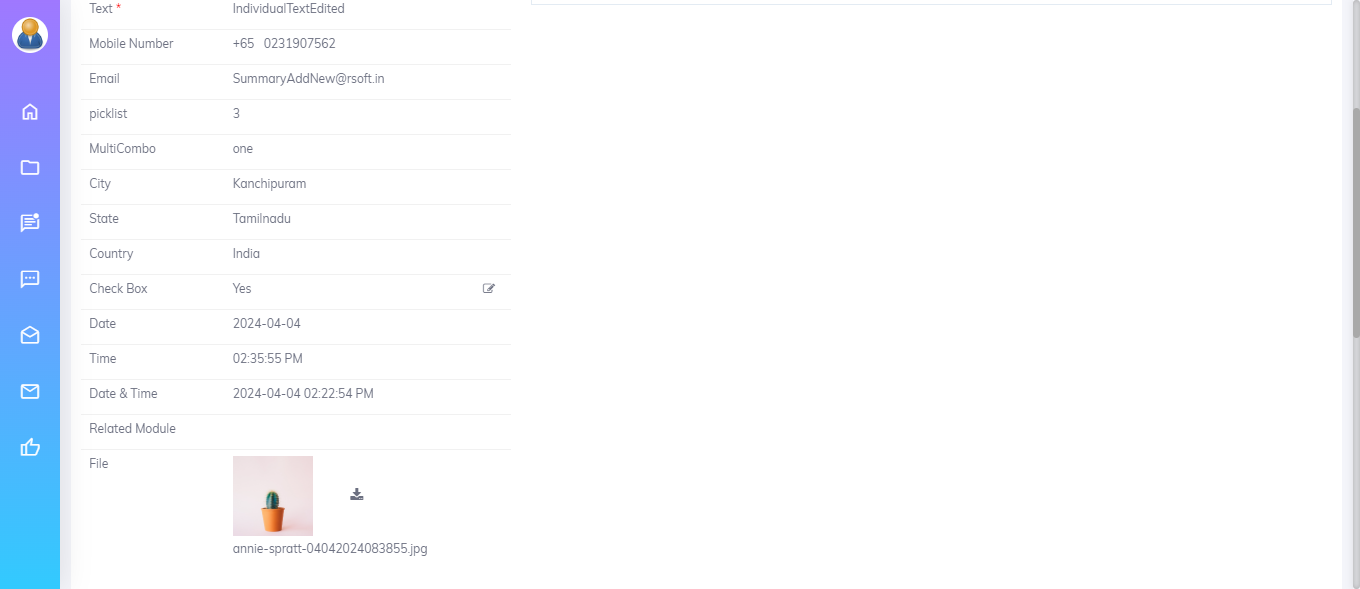 Text * IndividualTextEdited
Mobile Number +65 0231907562
Email SummaryAddNew@rsoft.in
picklist 3
MultiCombo one
City Kanchipuram
State Tamilnadu
Country India
Check Box Yes
Date 2024-04-04
Time 02:35:55 PM
Date & Time 2024-04-04 02:22:54 PM
Related Module
File
annie-spratt-04042024083855.jpg